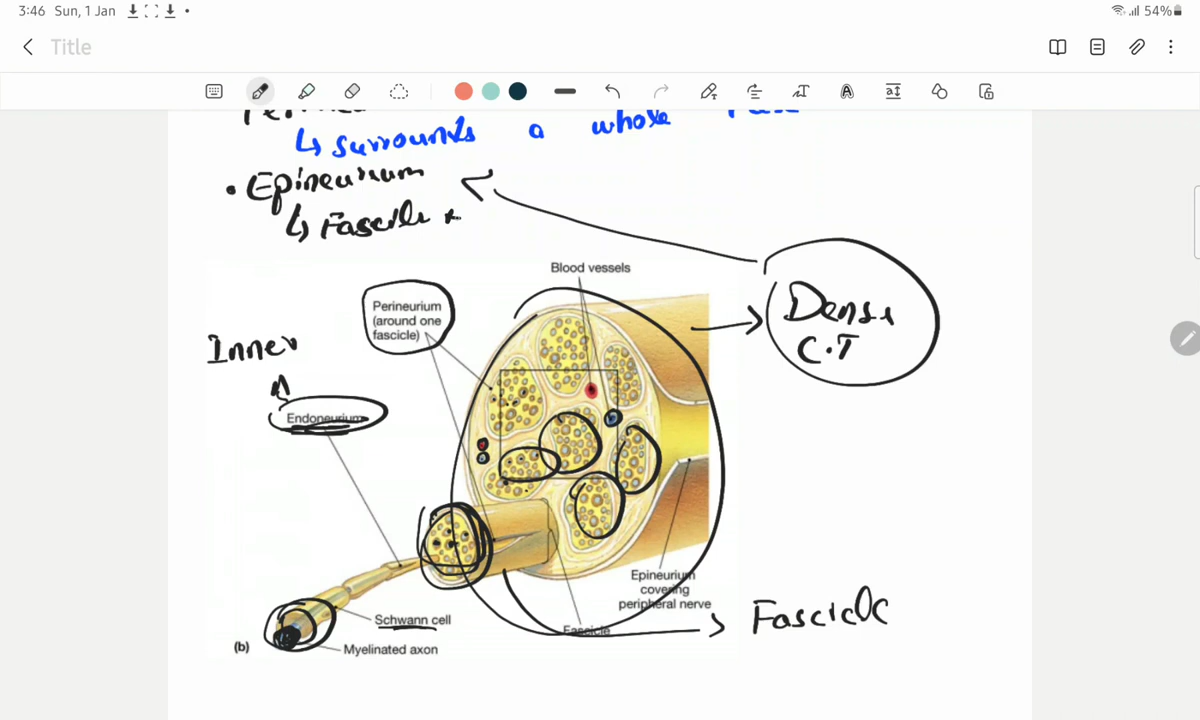 3:46 Sun, 1 Jan
54%
Title
↳ surrounds a whole
• Epineurium
↳ Fascicle
Blood vessels
Perineurium
(around one
fascicle)
Dense
C.T
Inner
Endoneurium
Epineurium
covering
peripheral nerve
Fascicle
Schwann cell
Fascicle
(b)
Myelinated axon